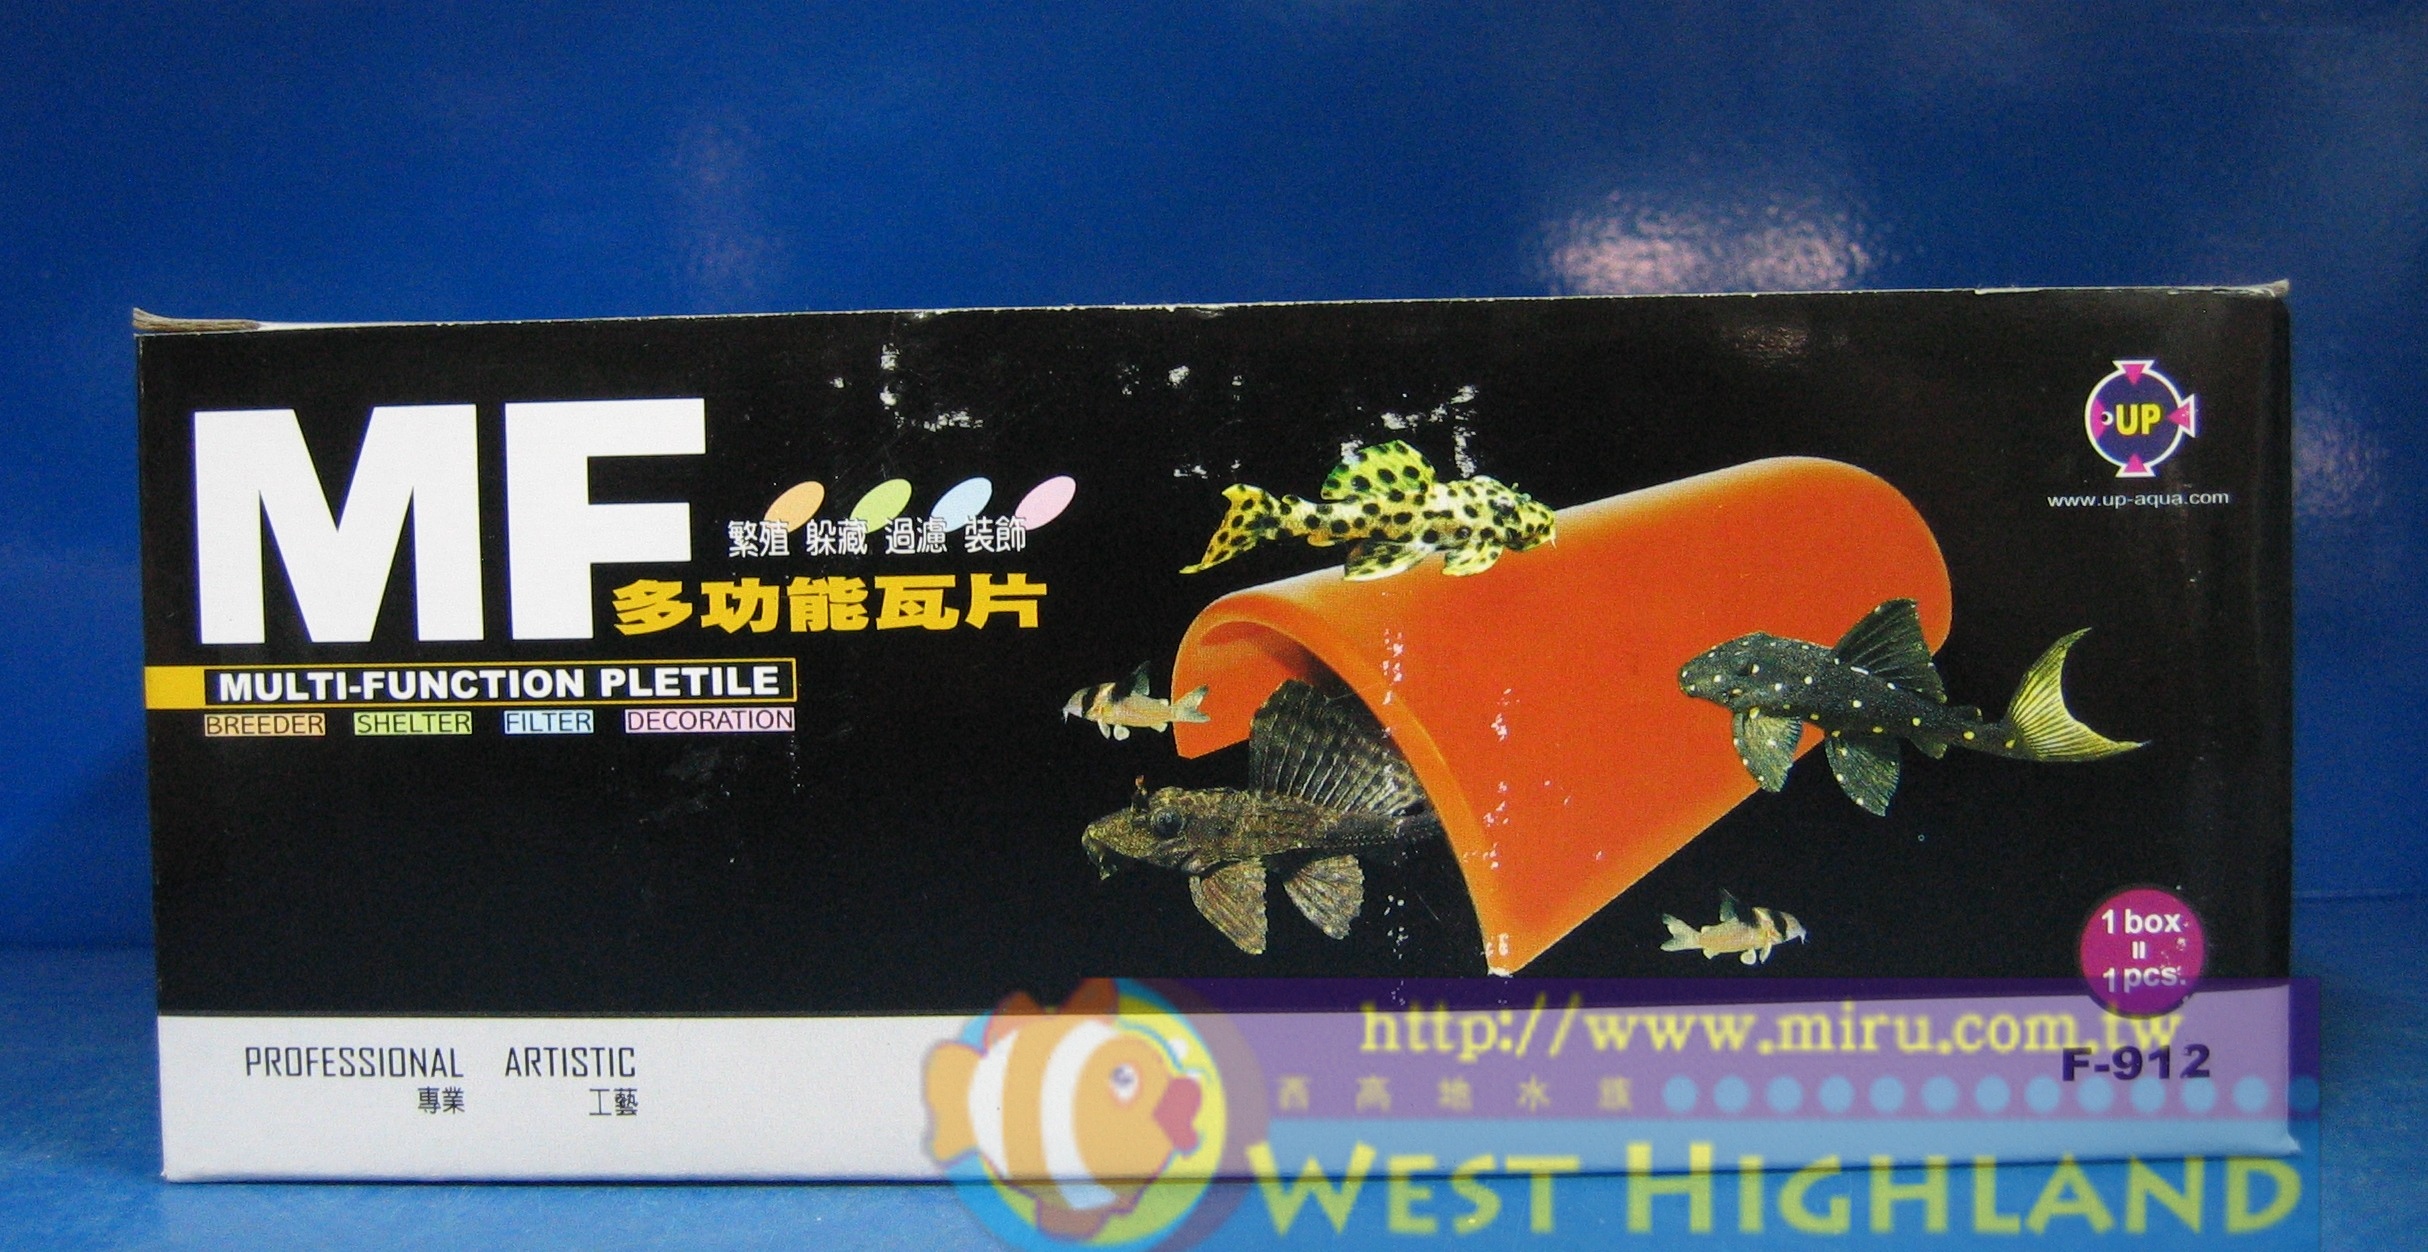 MF
繁殖 躲藏 過濾 裝飾
多功能瓦片
MULTI-FUNCTION PLETILE
BREEDER SHELTER FILTER DECORATION
UP
www.up-aqua.com
1 box
=
1 pcs.
PROFESSIONAL ARTISTIC
專業 工藝
F-912
http://www.miru.com.tw
西高地水族
WEST HIGHLAND